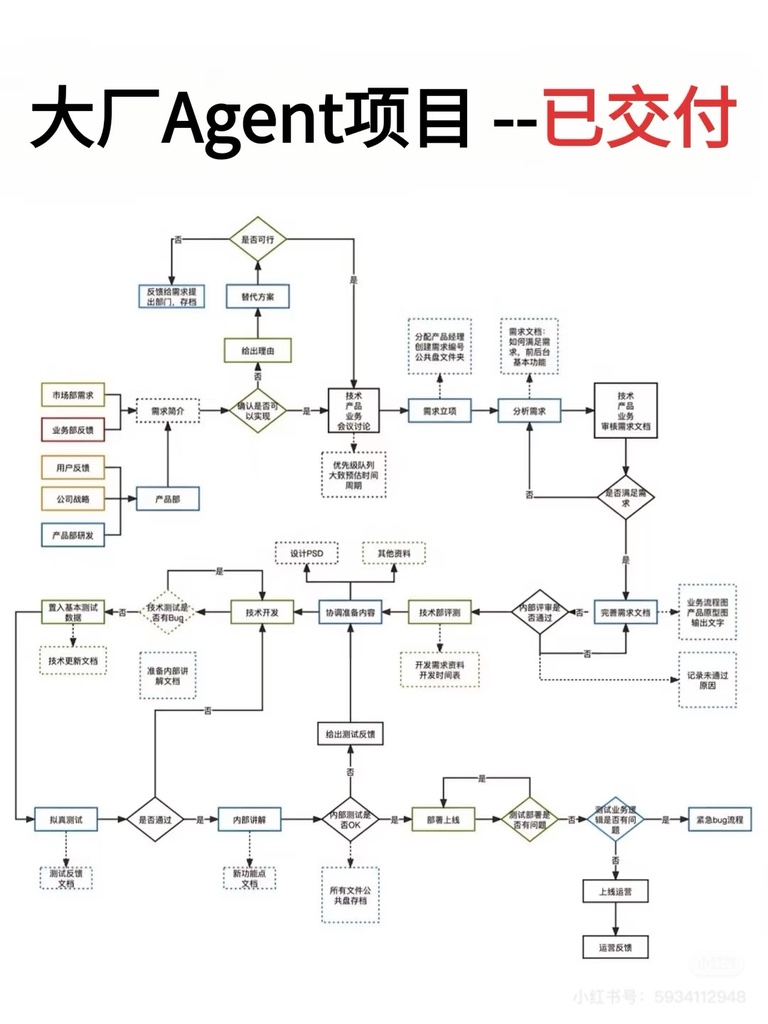 大厂Agent项目 --已交付
是否可行
否
是
反馈给需求提
出部门，存档
替代方案
给出理由
否
市场部需求
业务部反馈
用户反馈
公司战略
产品部研发
需求简介
产品部
确认是否可
以实现
是
技术
产品
业务
会议讨论
优先级队列
大致预估时间
周期
分配产品经理
创建需求编号
公共盘文件夹
需求立项
需求文档：
如何满足需
求，前后台
基本功能
分析需求
技术
产品
业务
审核需求文档
否
是否满足需
求
是
设计PSD
其他资料
是
置入基本测试
数据
否
技术测试是
否有Bug
技术开发
协调准备内容
技术部评测
内部评审是
否通过
否
完善需求文档
业务流程图
产品原型图
输出文字
否
技术更新文档
准备内部讲
解文档
开发需求资料
开发时间表
记录未通过
原因
否
给出测试反馈
否
是
拟真测试
是否通过
是
内部讲解
内部测试是
否OK
是
部署上线
测试部署是
否有问题
否
测试业务逻
辑是否有问
题
是
紧急bug流程
测试反馈
文档
新功能点
文档
所有文件公
共盘存档
否
上线运营
运营反馈
小红书
小红书号：5934112948